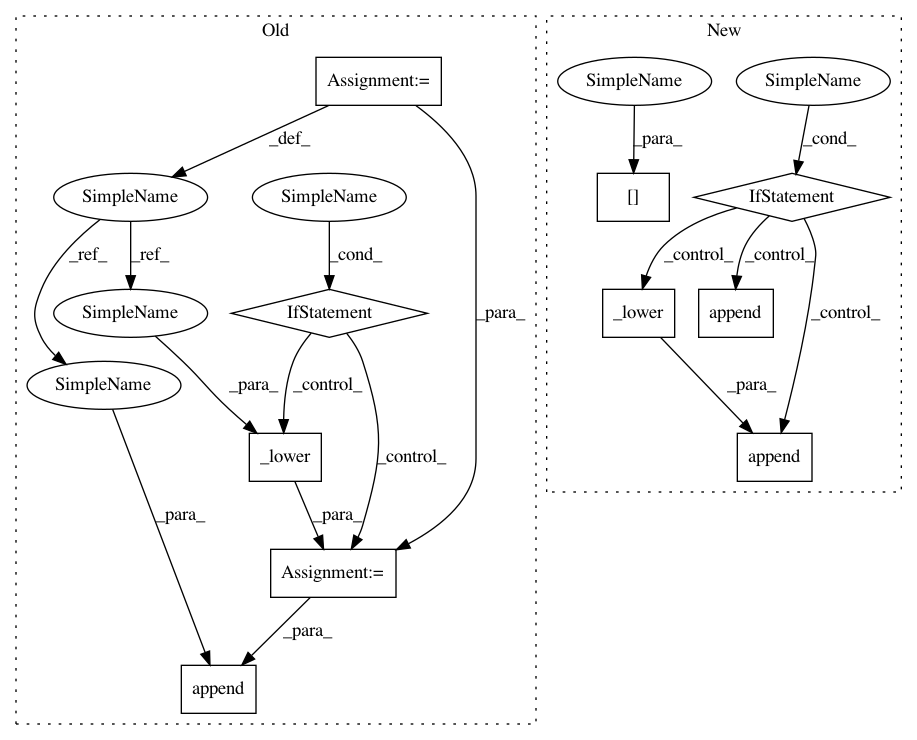 Old
New
Assignment:=
SimpleName
SimpleName
_def_
_para_
_cond_
SimpleName
SimpleName
[]
IfStatement
_ref_
_ref_
_cond_
_control_
_control_
SimpleName
IfStatement
_para_
_lower
append
_control_
SimpleName
_para_
_control_
_para_
_lower
_control_
append
_para_
_para_
Assignment:=
_para_
append